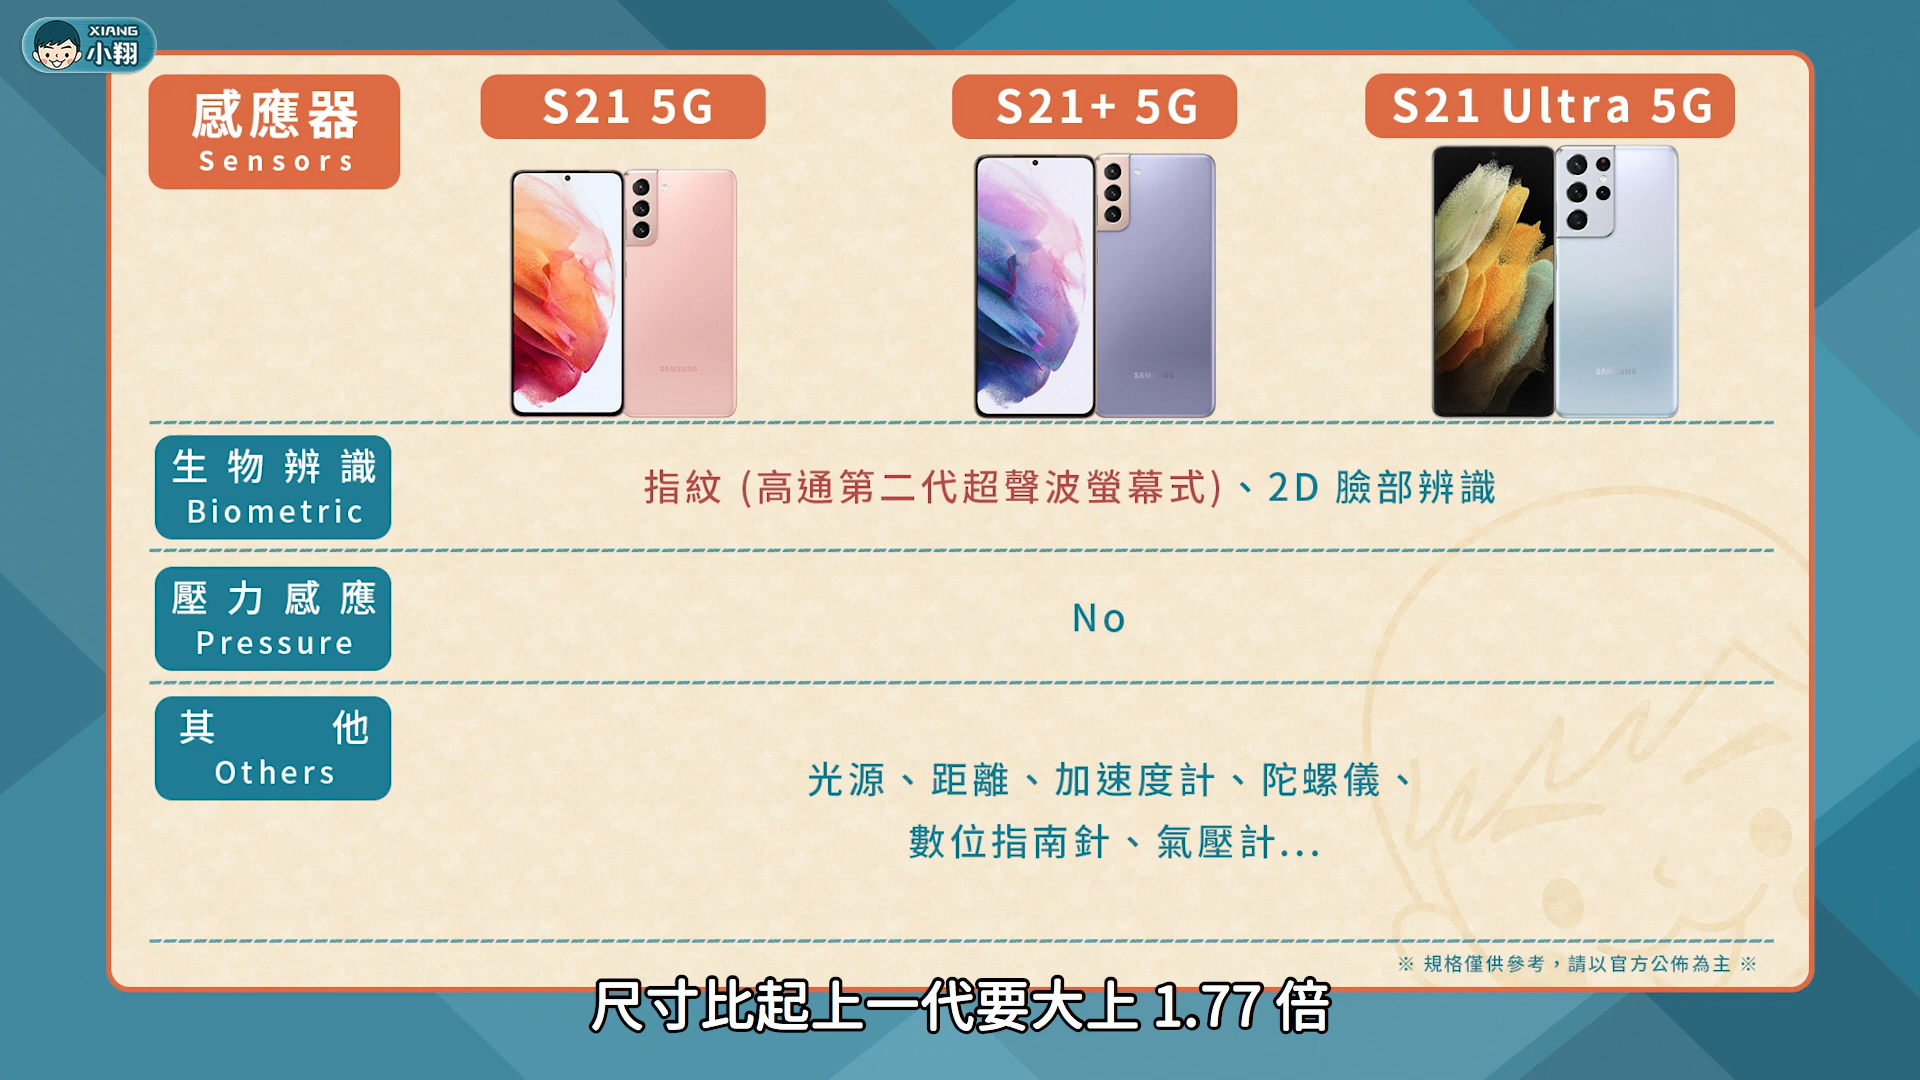 XIANG
小翔
感應器
Sensors
S21 5G
S21+ 5G
S21 Ultra 5G
SAMSUNG
SAMSUNG
SAMSUNG
生物辨識
Biometric
指紋 (高通第二代超聲波螢幕式)、2D 臉部辨識
壓力感應
Pressure
No
其他
Others
光源、距離、加速度計、陀螺儀、
數位指南針、氣壓計...
※ 規格僅供參考，請以官方公佈為主 ※
尺寸比起上一代要大上 1.77 倍